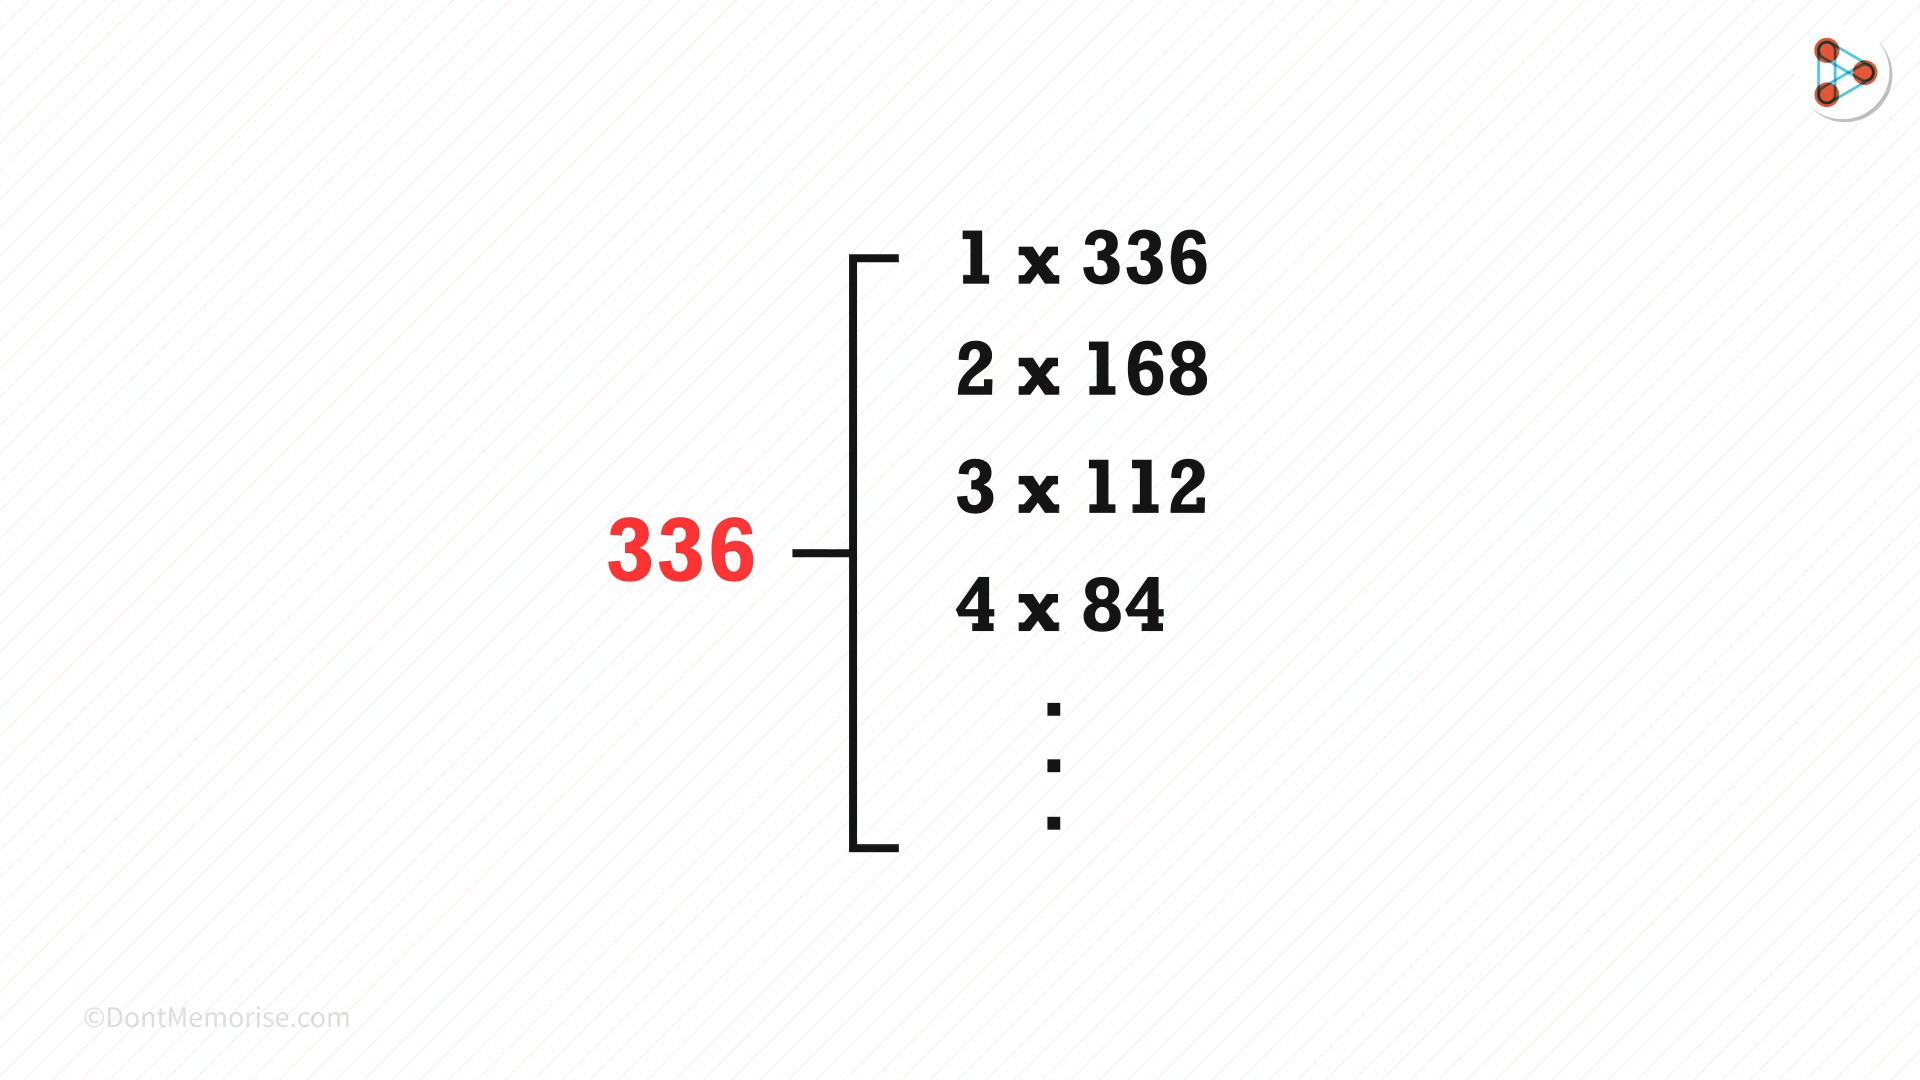 1 x 336
2 x 168
3 x 112
336
4 x 84
.
.
.
©DontMemorise.com